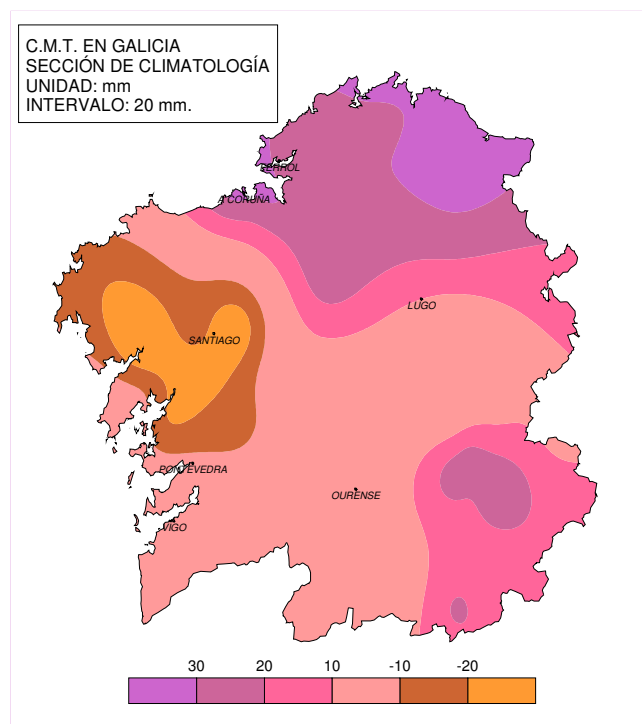 C.M.T. EN GALICIA
SECCIÓN DE CLIMATOLOGÍA
UNIDAD: mm
INTERVALO: 20 mm.
FERROL
A CORUÑA
LUGO
SANTIAGO
PONTEVEDRA
OURENSE
VIGO
30 20 10 -10 -20